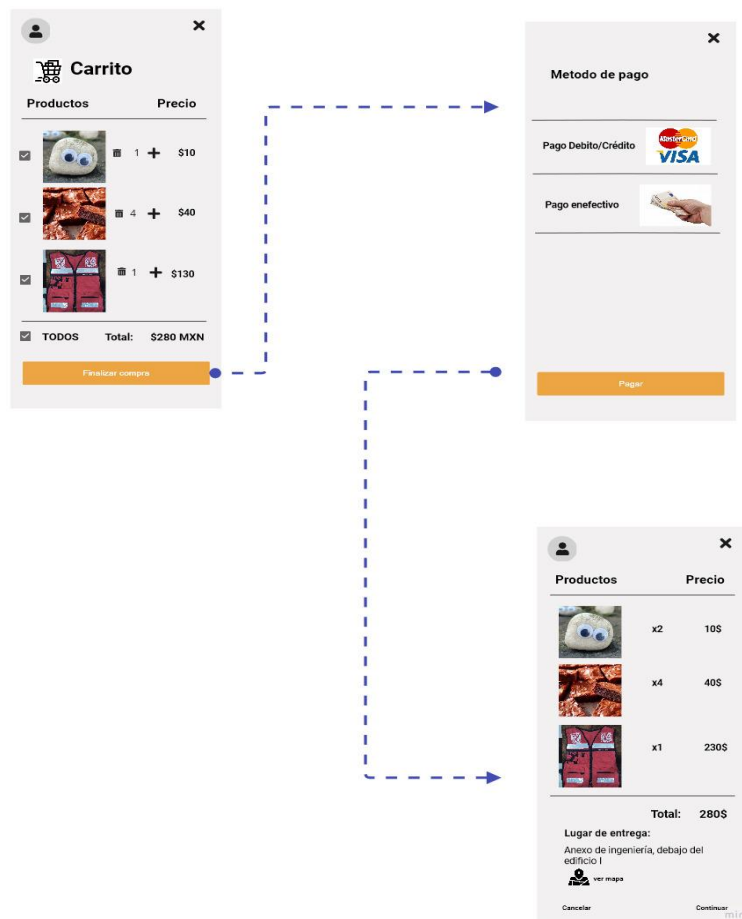 Carrito
Productos Precio
1 $10
4 $40
1 $130
TODOS Total: $280 MXN
Finalizar compra
Metodo de pago
Pago Debito/Crédito MasterCard VISA
Pago enefectivo
Pagar
Productos Precio
x2 10$
x4 40$
x1 230$
Total: 280$
Lugar de entrega:
Anexo de ingeniería, debajo del
edificio I
ver mapa
Cancelar Continuar